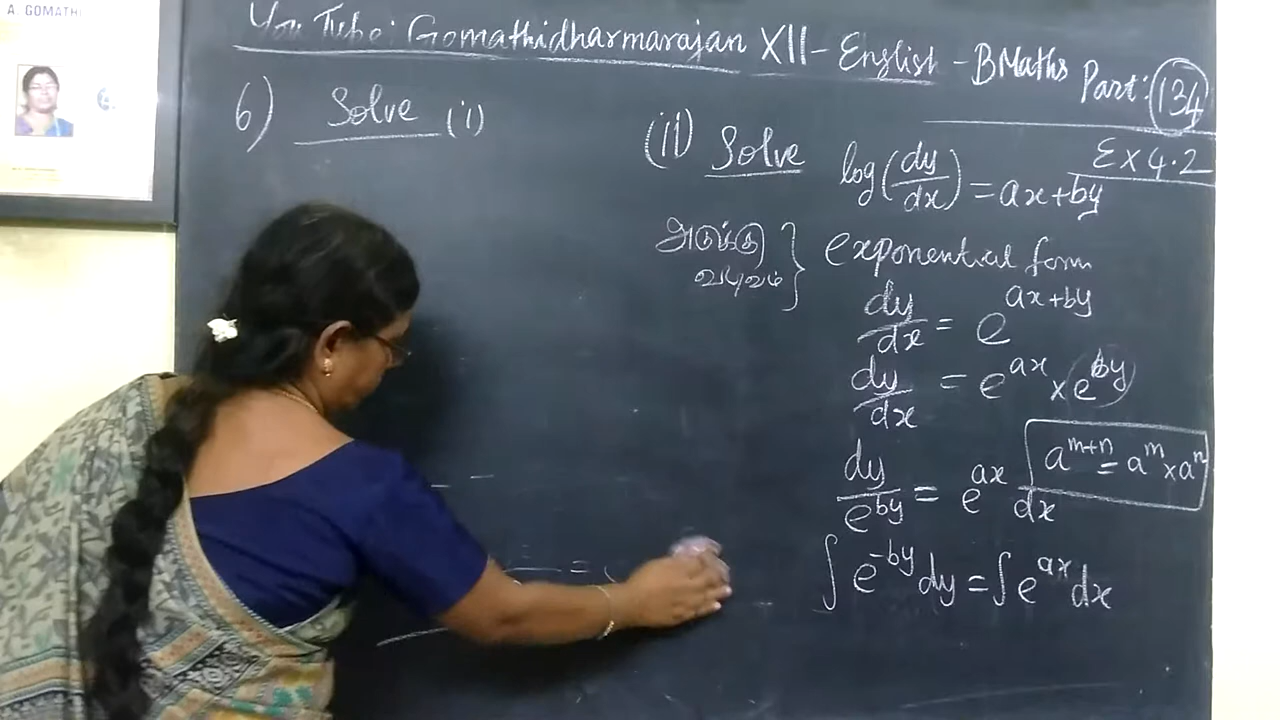 A. GOMATHI
You Tube: Gomathidharmarajan XII - English - BMaths Part: 134
Ex 4.2
6) Solve (i)
(ii) Solve log(dy/dx) = ax+by
அடுக்கு வடிவம் } exponential form
dy/dx = e^{ax+by}
dy/dx = e^{ax} × e^{by}
a^{m+n} = a^m × a^n
dy/e^{by} = e^{ax} dx
∫ e^{-by} dy = ∫ e^{ax} dx